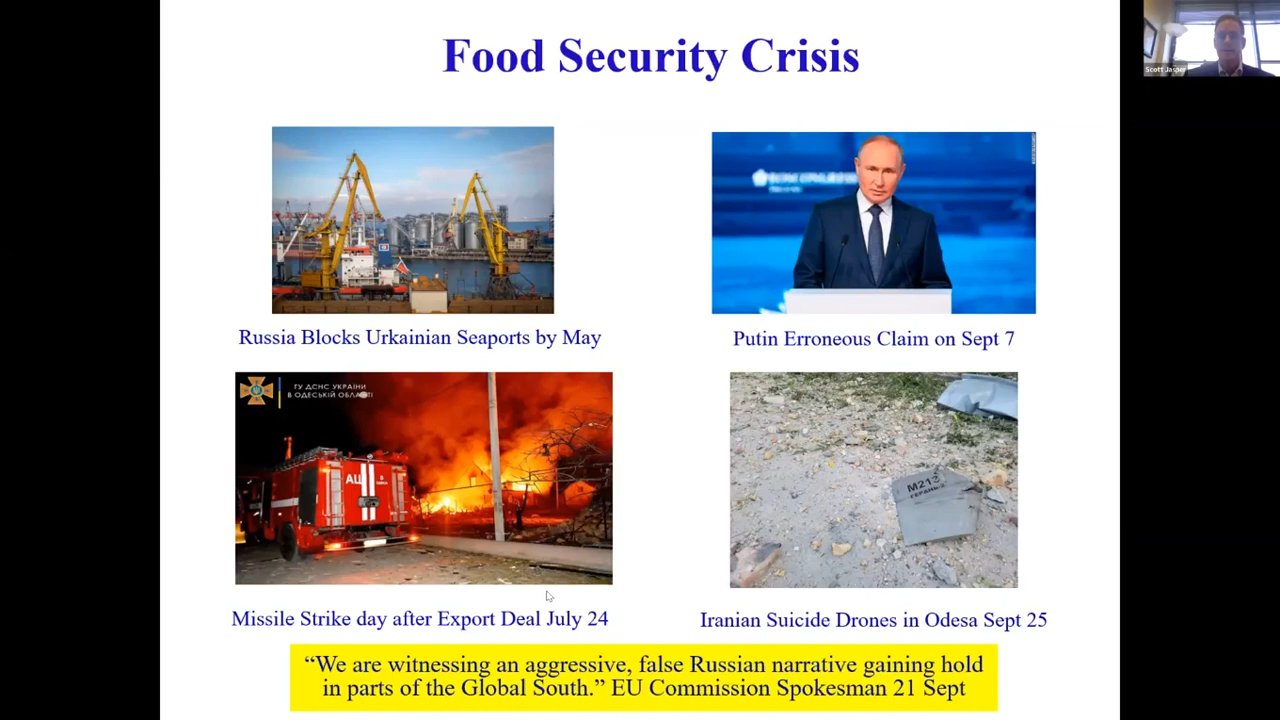 Food Security Crisis
Scott Jasper
Russia Blocks Urkainian Seaports by May
Putin Erroneous Claim on Sept 7
ГУ ДСНС УКРАЇНИ
В ОДЕСЬКІЙ ОБЛАСТІ
АЦ
М213
ГЕРАНЬ-2
Missile Strike day after Export Deal July 24
Iranian Suicide Drones in Odesa Sept 25
“We are witnessing an aggressive, false Russian narrative gaining hold
in parts of the Global South.” EU Commission Spokesman 21 Sept